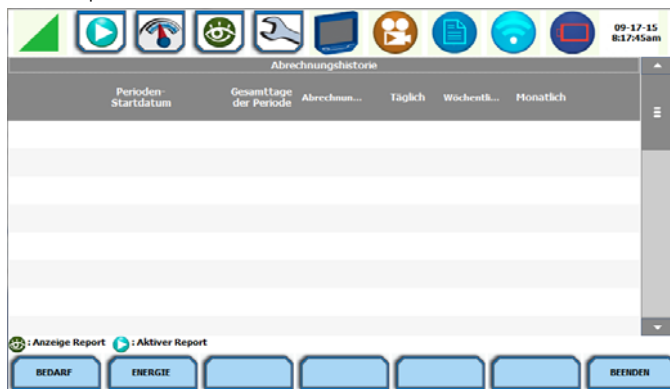 09-17-15
8:17:45am
Abrechnungshistorie
Perioden-
Startdatum
Gesamttage
der Periode
Abrechnun...
Täglich
Wöchentli...
Monatlich
: Anzeige Report : Aktiver Report
BEDARF ENERGIE BEENDEN